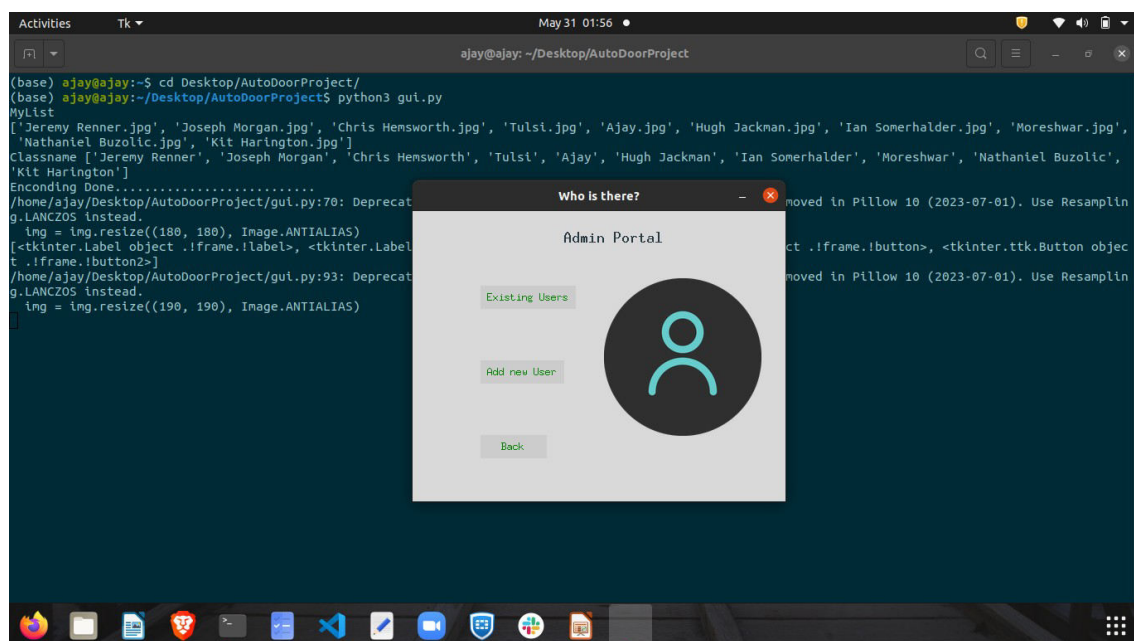 Activities Tk May 31 01:56
ajay@ajay: ~/Desktop/AutoDoorProject
(base) ajay@ajay:~$ cd Desktop/AutoDoorProject/
(base) ajay@ajay:~/Desktop/AutoDoorProject$ python3 gui.py
MyList
['Jeremy Renner.jpg', 'Joseph Morgan.jpg', 'Chris Hemsworth.jpg', 'Tulsi.jpg', 'Ajay.jpg', 'Hugh Jackman.jpg', 'Ian Somerhalder.jpg', 'Moreshwar.jpg',
'Nathaniel Buzolic.jpg', 'Kit Harington.jpg']
Classname ['Jeremy Renner', 'Joseph Morgan', 'Chris Hemsworth', 'Tulsi', 'Ajay', 'Hugh Jackman', 'Ian Somerhalder', 'Moreshwar', 'Nathaniel Buzolic',
'Kit Harington']
Enconding Done...........................
/home/ajay/Desktop/AutoDoorProject/gui.py:70: Deprecat moved in Pillow 10 (2023-07-01). Use Resamplin
g.LANCZOS instead.
img = img.resize((180, 180), Image.ANTIALIAS)
[<tkinter.Label object .!frame.!label>, <tkinter.Label ct .!frame.!button>, <tkinter.ttk.Button objec
t .!frame.!button2>]
/home/ajay/Desktop/AutoDoorProject/gui.py:93: Deprecat moved in Pillow 10 (2023-07-01). Use Resamplin
g.LANCZOS instead.
img = img.resize((190, 190), Image.ANTIALIAS)
Who is there?
Admin Portal
Existing Users
Add new User
Back